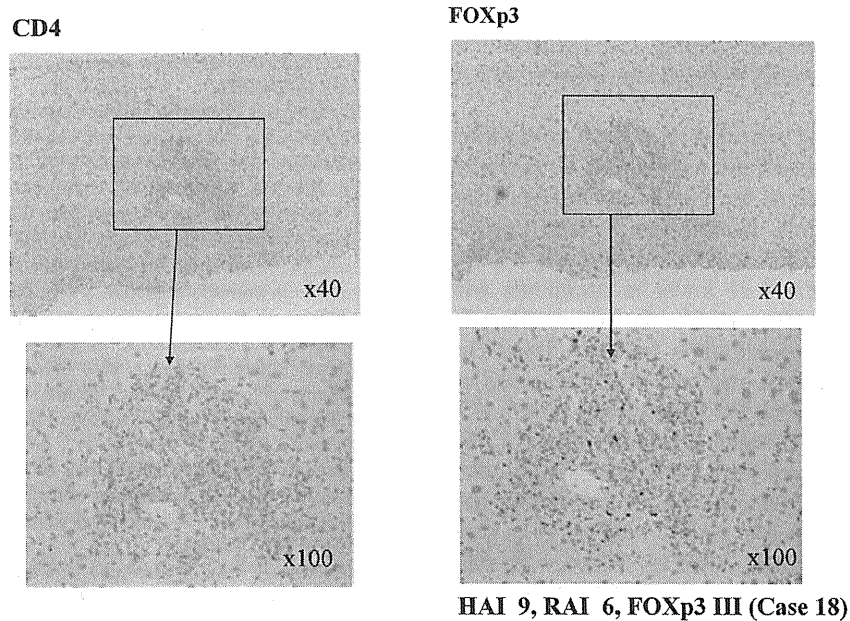 CD4
FOXp3
x40
x40
x100
x100
HAI 9, RAI 6, FOXp3 III (Case 18)